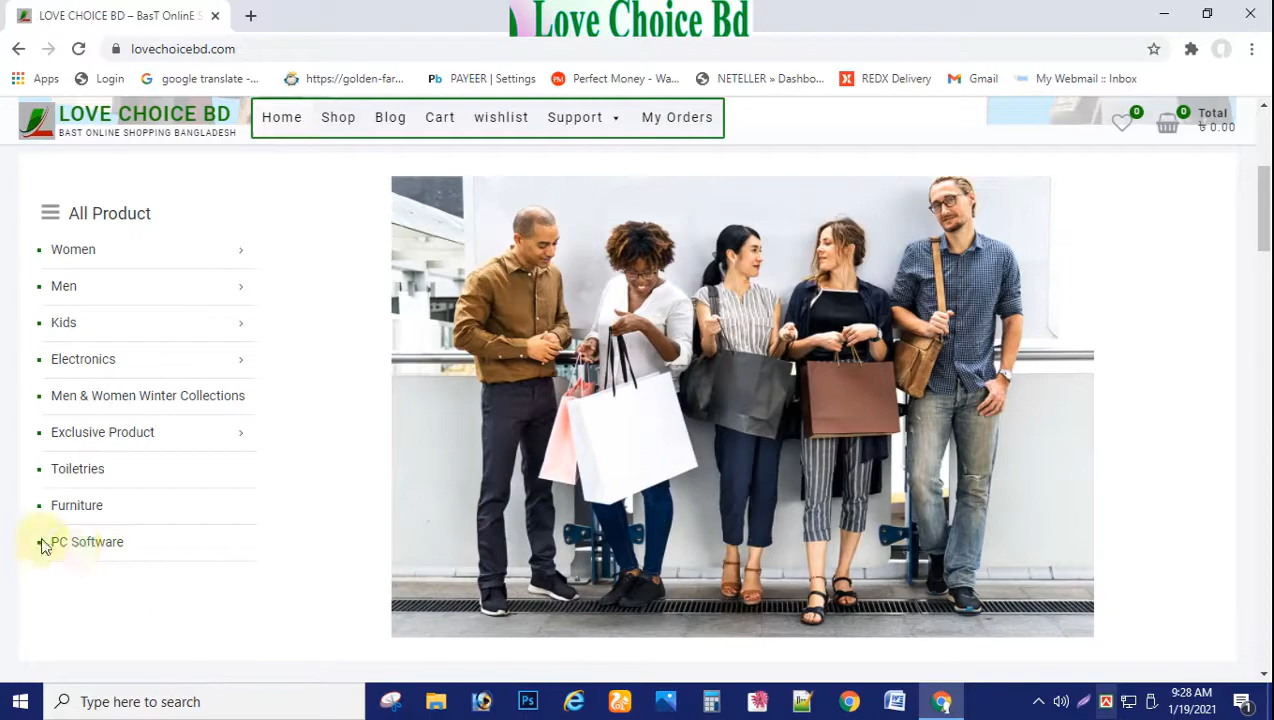 LOVE CHOICE BD – BasT OnlinE S
Love Choice Bd
lovechoicebd.com
Apps
Login
google translate -...
https://golden-far...
Pb PAYEER | Settings
PM Perfect Money - Wa...
NETELLER » Dashbo...
REDX Delivery
Gmail
My Webmail :: Inbox
LOVE CHOICE BD
BAST ONLINE SHOPPING BANGLADESH
Home
Shop
Blog
Cart
wishlist
Support
My Orders
0
0
Total
৳ 0.00
All Product
Women
Men
Kids
Electronics
Men & Women Winter Collections
Exclusive Product
Toiletries
Furniture
PC Software
Type here to search
Ps
9:28 AM
1/19/2021
1